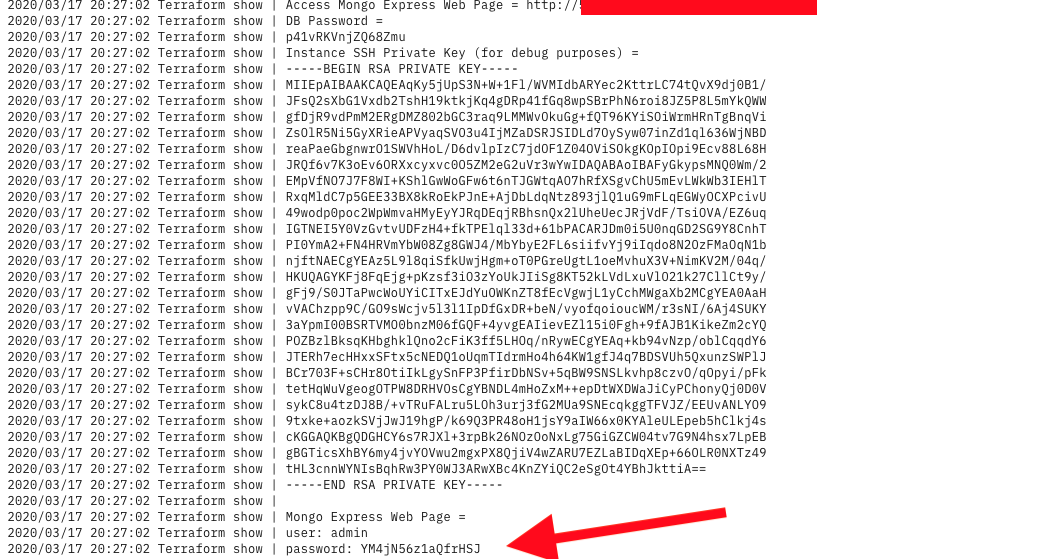 2020/03/17 20:27:02 Terraform show | Access Mongo Express Web Page = http://
2020/03/17 20:27:02 Terraform show | DB Password =
2020/03/17 20:27:02 Terraform show | p41vRKVnjZQ68Zmu
2020/03/17 20:27:02 Terraform show | Instance SSH Private Key (for debug purposes) =
2020/03/17 20:27:02 Terraform show | -----BEGIN RSA PRIVATE KEY-----
2020/03/17 20:27:02 Terraform show | MIIEpAIBAAKCAQEAqKy5jUpS3N+W+1Fl/WVMIdbARYec2KttrLC74tQvX9dj0B1/
2020/03/17 20:27:02 Terraform show | JFsQ2sXbG1Vxdb2TshH19ktkjKq4gDRp41fGq8wpSBrPhN6roi8JZ5P8L5mYkQWW
2020/03/17 20:27:02 Terraform show | gfDjR9vdPmM2ERgDMZ802bGC3raq9LMMWvOkuGg+fQT96KYiSOiWrmHRnTgBnqVi
2020/03/17 20:27:02 Terraform show | ZsOlR5Ni5GyXRieAPVyaqSVO3u4IjMZaDSRJSIDLd7OySyw07inZd1ql636WjNBD
2020/03/17 20:27:02 Terraform show | reaPaeGbgnwrO1SWVhHoL/D6dvlpIzC7jdOF1Z04OViSOkgKOpIOpi9Ecv88L68H
2020/03/17 20:27:02 Terraform show | JRQf6v7K3oEv6ORXxcyxvc0O5ZM2eG2uVr3wYwIDAQABAoIBAFyGkypsMNQ0Wm/2
2020/03/17 20:27:02 Terraform show | EMpVfNO7J7F8WI+KShlGwWoGFw6t6nTJGWtqAO7hRfXSgvChU5mEvLWkWb3IEHlT
2020/03/17 20:27:02 Terraform show | RxqMldC7p5GEE33BX8kRoEkPJnE+AjDbLdqNtz893jlQ1uG9mFLqEGWyOCXPcivU
2020/03/17 20:27:02 Terraform show | 49wodp0poc2WpWmvaHMyEyYJRqDEqjRBhsnQx2lUheUecJRjVdF/TsiOVA/EZ6uq
2020/03/17 20:27:02 Terraform show | IGTNEI5Y0VzGvtvUDFzH4+fkTPElql33d+61bPACARJDm0i5U0nqGD2SG9Y8CnhT
2020/03/17 20:27:02 Terraform show | PI0YmA2+FN4HRVmYbW08Zg8GWJ4/MbYbyE2FL6siifvYj9iIqdo8N2OzFMaOqN1b
2020/03/17 20:27:02 Terraform show | njftNAECgYEAz5L9l8qiSfkUwjHgm+oT0PGreUgtL1oeMvhuX3V+NimKV2M/04q/
2020/03/17 20:27:02 Terraform show | HKUQAGYKFj8FqEjg+pKzsf3iO3zYoUkJIiSg8KT52kLVdLxuVlO21k27CllCt9y/
2020/03/17 20:27:02 Terraform show | gFj9/S0JTaPwcWoUYiCITxEJdYuOWKnZT8fEcVgwjL1yCchMWgaXb2MCgYEA0AaH
2020/03/17 20:27:02 Terraform show | vVAChzpp9C/GO9sWcjv5l3l1IpDfGxDR+beN/vyofqoioucWM/r3sNI/6Aj4SUKY
2020/03/17 20:27:02 Terraform show | 3aYpmI00BSRTVMO0bnzM06fGQF+4yvgEAIievEZl15i0Fgh+9fAJB1KikeZm2cYQ
2020/03/17 20:27:02 Terraform show | POZBzlBksqKHbghklQno2cFiK3ff5LHOq/nRywECgYEAq+kb94vNzp/oblCqqdY6
2020/03/17 20:27:02 Terraform show | JTERh7ecHHxxSFtx5cNEDQ1oUqmTIdrmHo4h64KW1gfJ4q7BDSVUh5QxunzSWPlJ
2020/03/17 20:27:02 Terraform show | BCr703F+sCHr8OtiIkLgySnFP3PfirDbNSv+5qBW9SNSLkvhp8czvO/qOpyi/pFk
2020/03/17 20:27:02 Terraform show | tetHqWuVgeogOTPW8DRHVOsCgYBNDL4mHoZxM++epDtWXDWaJiCyPChonyQj0D0V
2020/03/17 20:27:02 Terraform show | sykC8u4tzDJ8B/+vTRuFALru5LOh3urj3fG2MUa9SNEcqkggTFVJZ/EEUvANLYO9
2020/03/17 20:27:02 Terraform show | 9txke+aozkSVjJwJ19hgP/k69Q3PR48oH1jsY9aIW66x0KYAleULEpeb5hClkj4s
2020/03/17 20:27:02 Terraform show | cKGGAQKBgQDGHCY6s7RJXl+3rpBk26NOzOoNxLg75GiGZCW04tv7G9N4hsx7LpEB
2020/03/17 20:27:02 Terraform show | gBGTicsXhBY6my4jvYOVwu2mgxPX8QjiV4wZARU7EZLaBIDqXEp+66OLR0NXTz49
2020/03/17 20:27:02 Terraform show | tHL3cnnWYNIsBqhRw3PY0WJ3ARwXBc4KnZYiQC2eSgOt4YBhJkttiA==
2020/03/17 20:27:02 Terraform show | -----END RSA PRIVATE KEY-----
2020/03/17 20:27:02 Terraform show |
2020/03/17 20:27:02 Terraform show | Mongo Express Web Page =
2020/03/17 20:27:02 Terraform show | user: admin
2020/03/17 20:27:02 Terraform show | password: YM4jN56z1aQfrHSJ